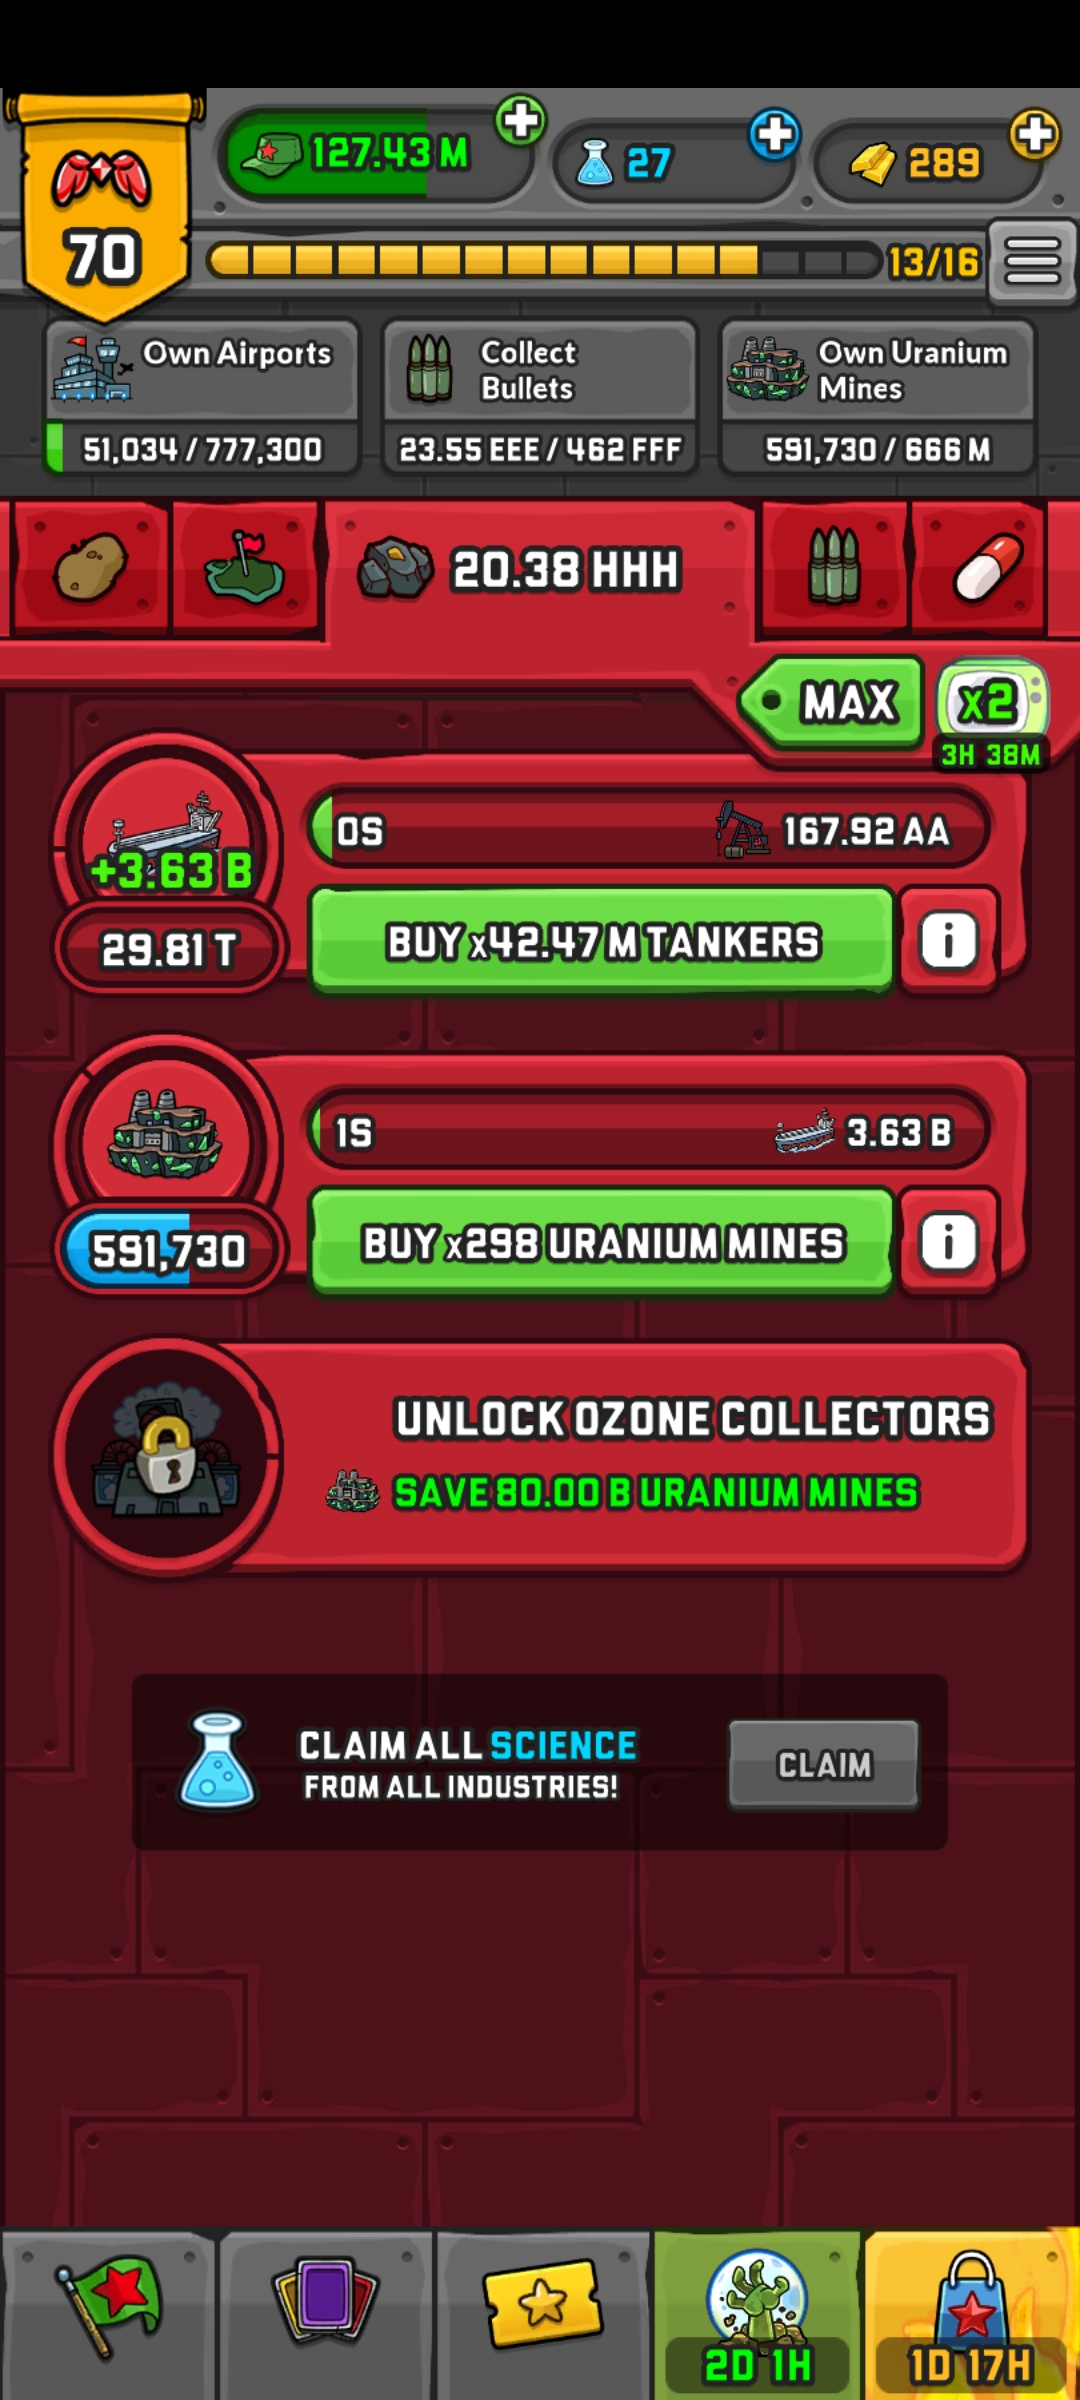 127.43 M
27
289
70
13/16
Own Airports
51,034 / 777,300
Collect
Bullets
23.55 EEE / 462 FFF
Own Uranium
Mines
591,730 / 666 M
20.38 HHH
MAX
x2
3H 38M
+3.63 B
29.81 T
0S
167.92 AA
BUY x42.47 M TANKERS
i
591,730
1S
3.63 B
BUY x298 URANIUM MINES
i
UNLOCK OZONE COLLECTORS
SAVE 80.00 B URANIUM MINES
CLAIM ALL SCIENCE
FROM ALL INDUSTRIES!
CLAIM
2D 1H
1D 17H